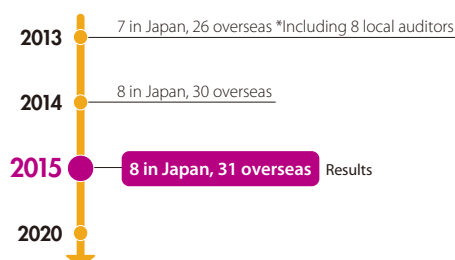 2013 7 in Japan, 26 overseas *Including 8 local auditors
2014 8 in Japan, 30 overseas
2015 8 in Japan, 31 overseas Results
2020